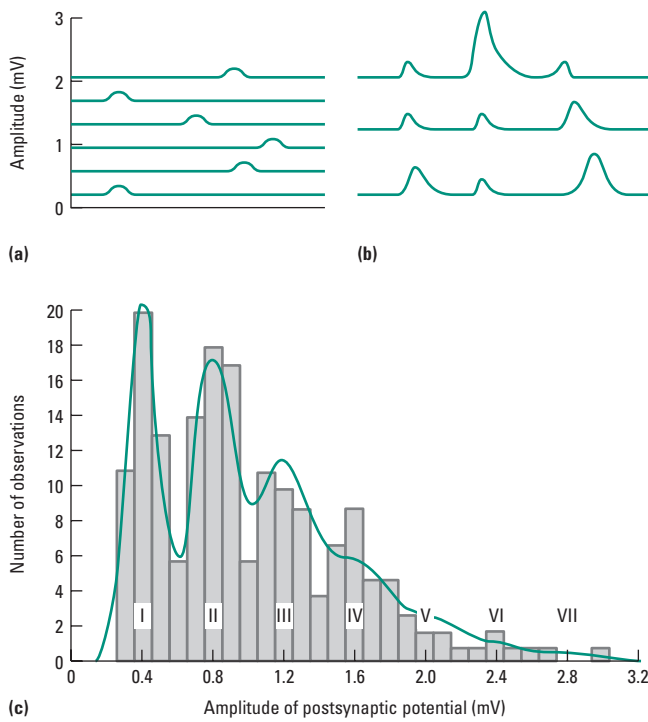 3
2
1
0
Amplitude (mV)
(a)
(b)
20
18
16
14
12
10
8
6
4
2
0
Number of observations
I II III IV V VI VII
0 0.4 0.8 1.2 1.6 2.0 2.4 2.8 3.2
(c) Amplitude of postsynaptic potential (mV)